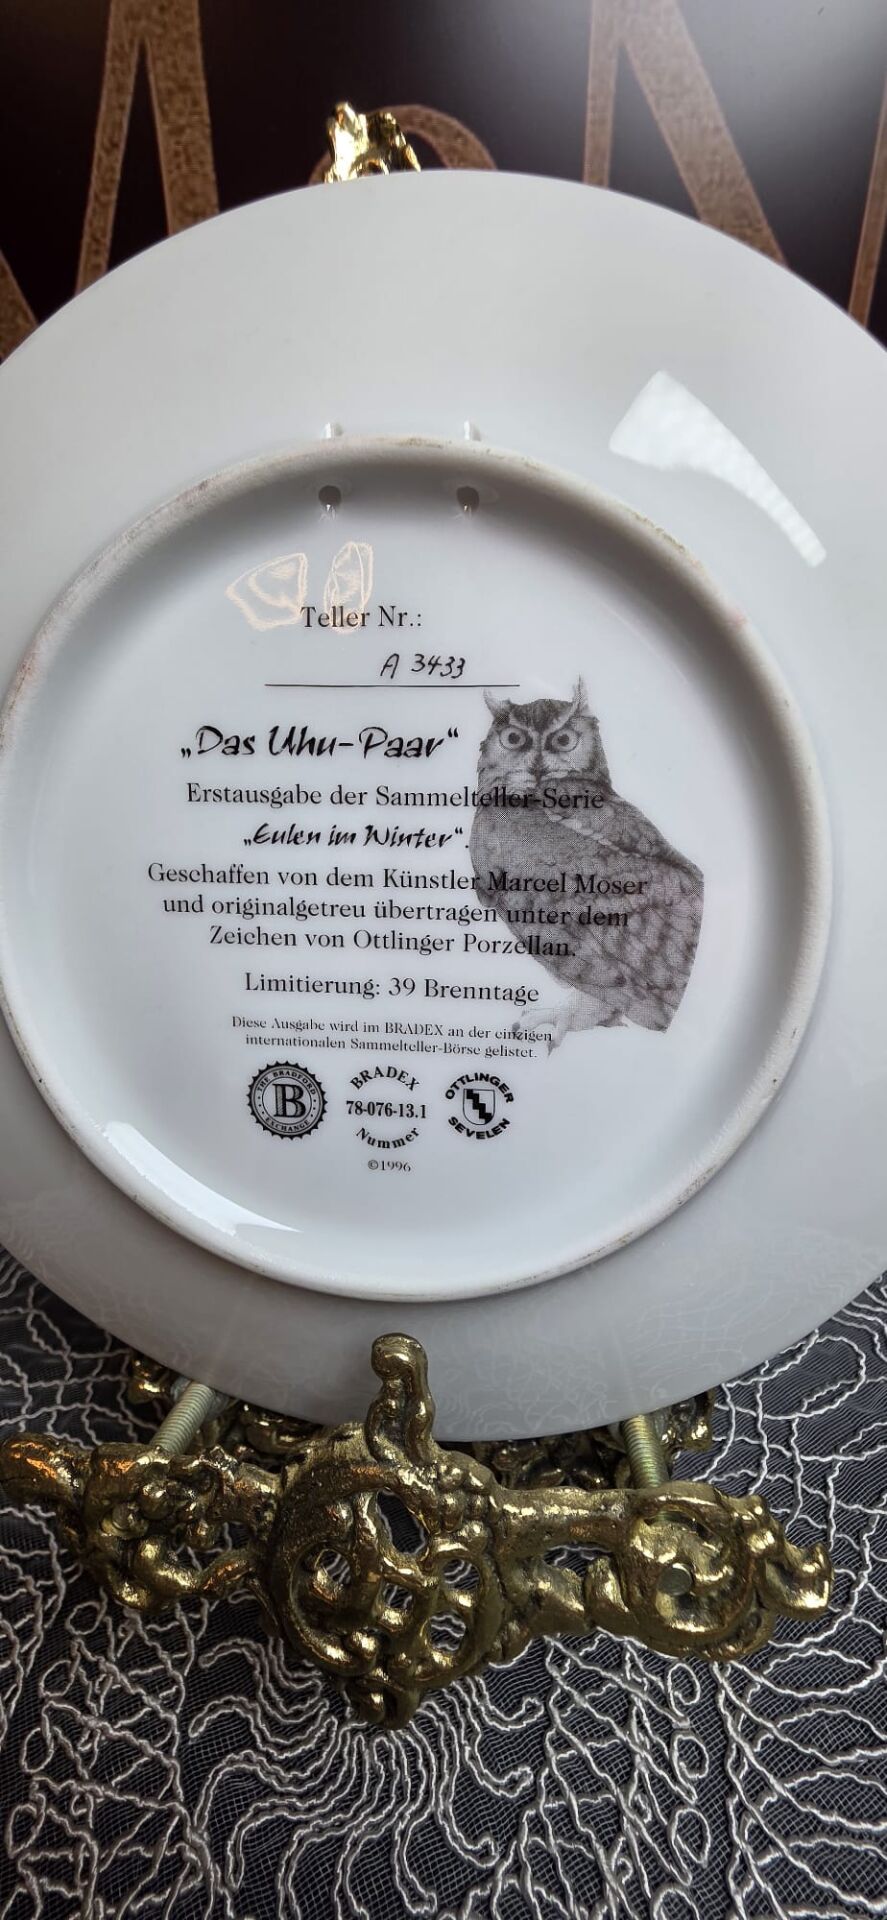 Teller Nr.:
A 3433
„Das Uhu-Paar“
Erstausgabe der Sammelteller-Serie
„Eulen im Winter“.
Geschaffen von dem Künstler Marcel Moser
und originalgetreu übertragen unter dem
Zeichen von Ottlinger Porzellan.
Limitierung: 39 Brenntage
Diese Ausgabe wird im BRADEX an der einzigen
internationalen Sammelteller-Börse gelistet.
THE BRADFORD
B
EXCHANGE
BRADEX
78-076-13.1
Nummer
OTTLINGER
SEVELEN
©1996